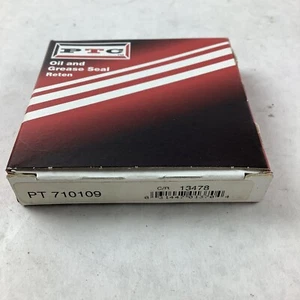 PTC
Oil and
Grease Seal
Reten
PT 710109
C/R 13478